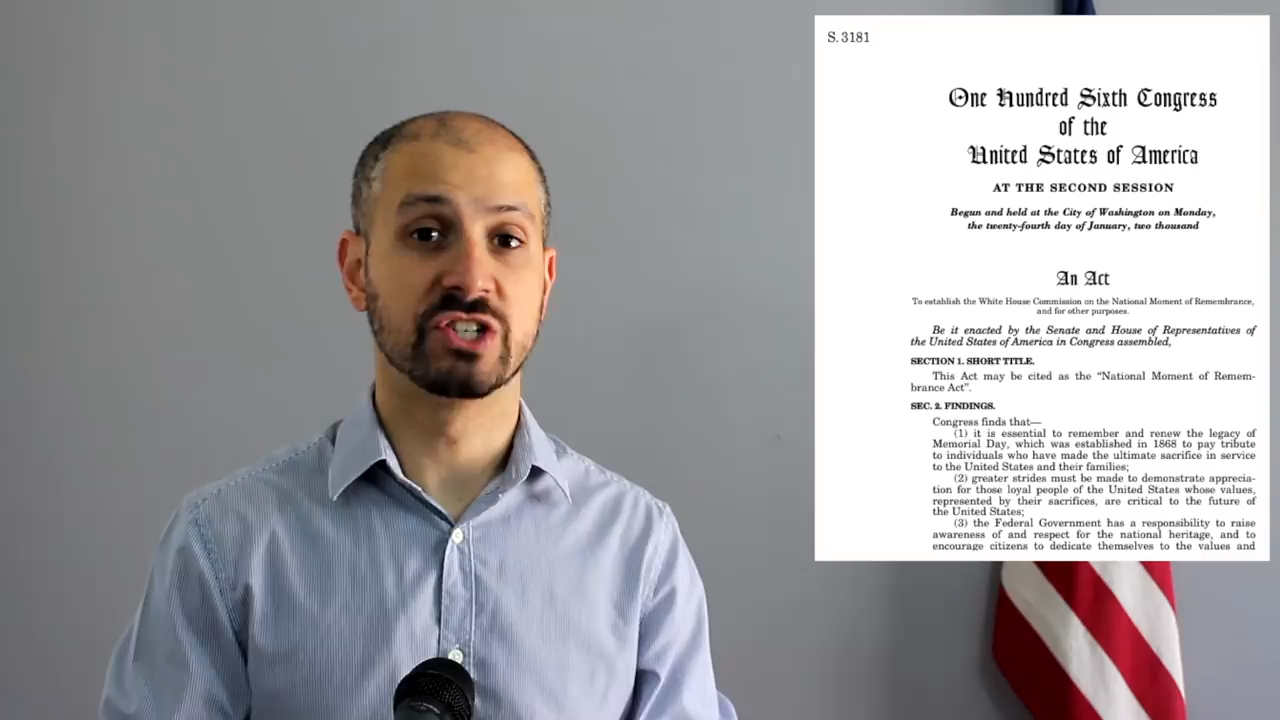 S. 3181
One Hundred Sixth Congress
of the
United States of America
AT THE SECOND SESSION
Begun and held at the City of Washington on Monday,
the twenty-fourth day of January, two thousand
An Act
To establish the White House Commission on the National Moment of Remembrance,
and for other purposes.
Be it enacted by the Senate and House of Representatives of
the United States of America in Congress assembled,
SECTION 1. SHORT TITLE.
This Act may be cited as the “National Moment of Remem-
brance Act”.
SEC. 2. FINDINGS.
Congress finds that—
(1) it is essential to remember and renew the legacy of
Memorial Day, which was established in 1868 to pay tribute
to individuals who have made the ultimate sacrifice in service
to the United States and their families;
(2) greater strides must be made to demonstrate apprecia-
tion for those loyal people of the United States whose values,
represented by their sacrifices, are critical to the future of
the United States;
(3) the Federal Government has a responsibility to raise
awareness of and respect for the national heritage, and to
encourage citizens to dedicate themselves to the values and